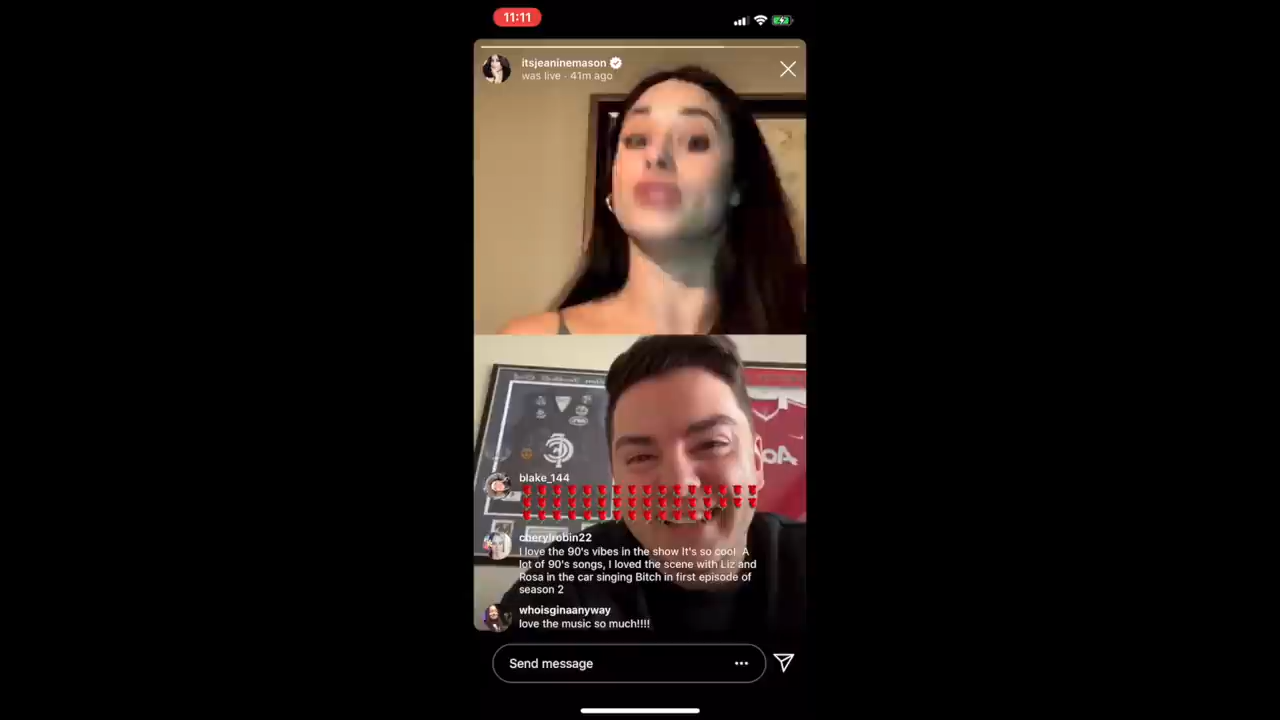 11:11
itsjeaninemason
was live · 41m ago
blake_144
cherylrobin22
I love the 90's vibes in the show It's so cool A
lot of 90's songs, I loved the scene with Liz and
Rosa in the car singing Bitch in first episode of
season 2
whoisginaanyway
love the music so much!!!!
Send message